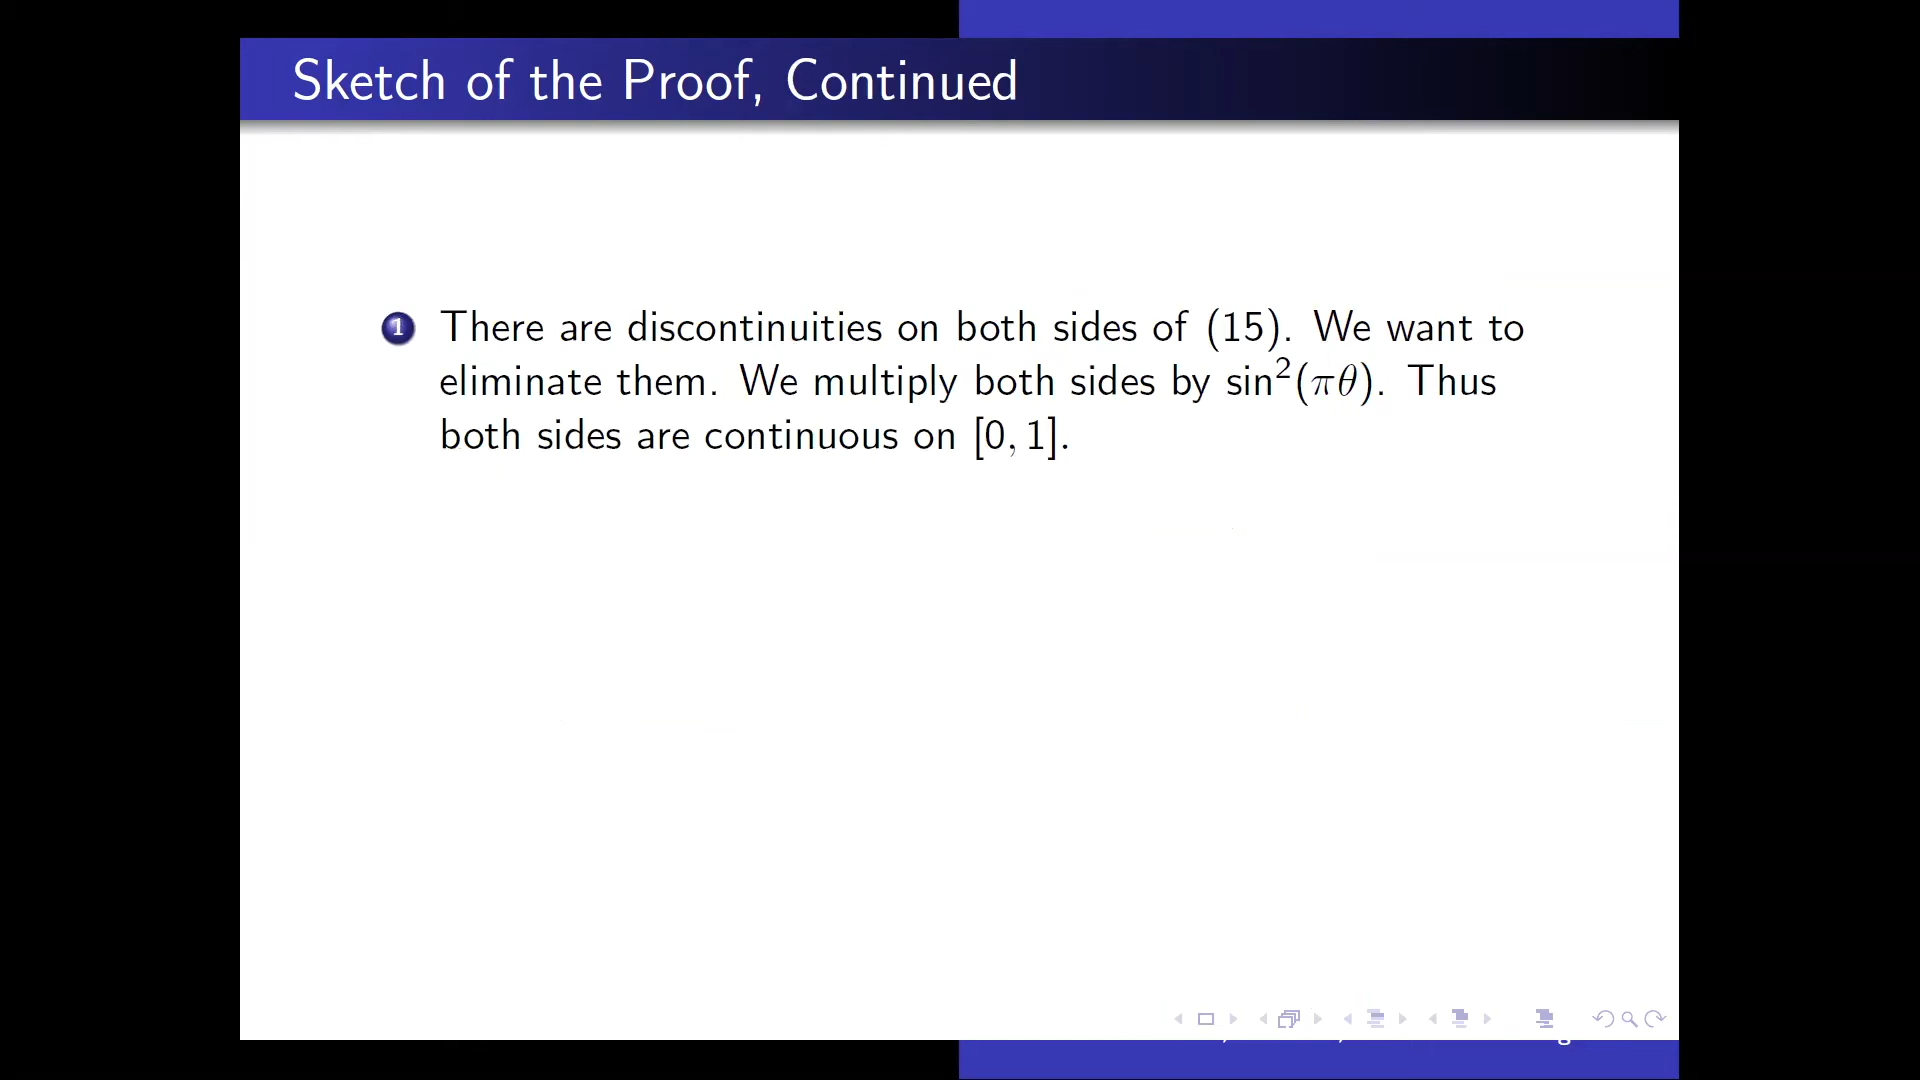 Sketch of the Proof, Continued
1 There are discontinuities on both sides of (15). We want to
eliminate them. We multiply both sides by sin²(πθ). Thus
both sides are continuous on [0, 1].